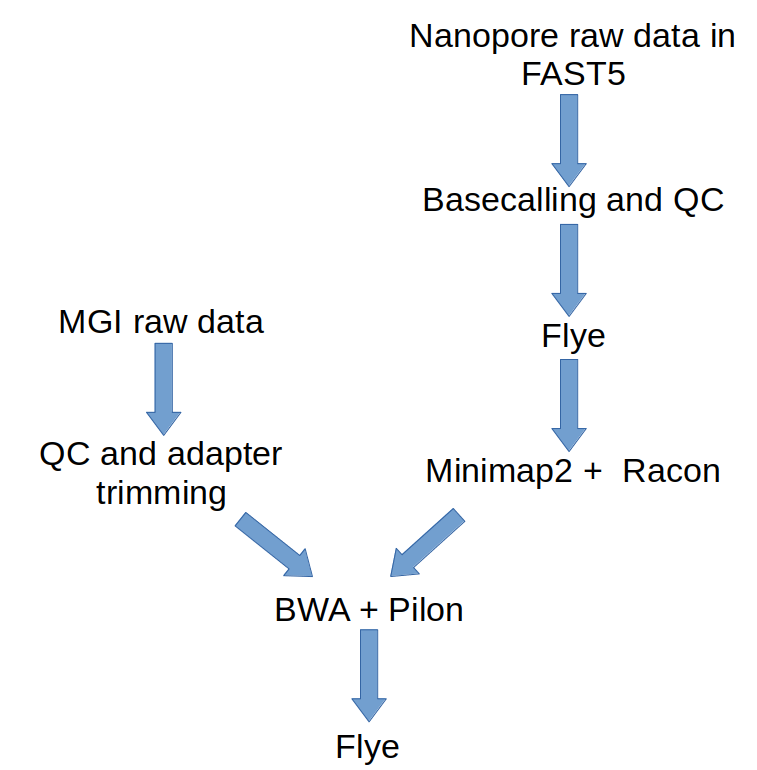 Nanopore raw data in
FAST5
Basecalling and QC
Flye
Minimap2 +  Racon
MGI raw data
QC and adapter
trimming
BWA + Pilon
Flye